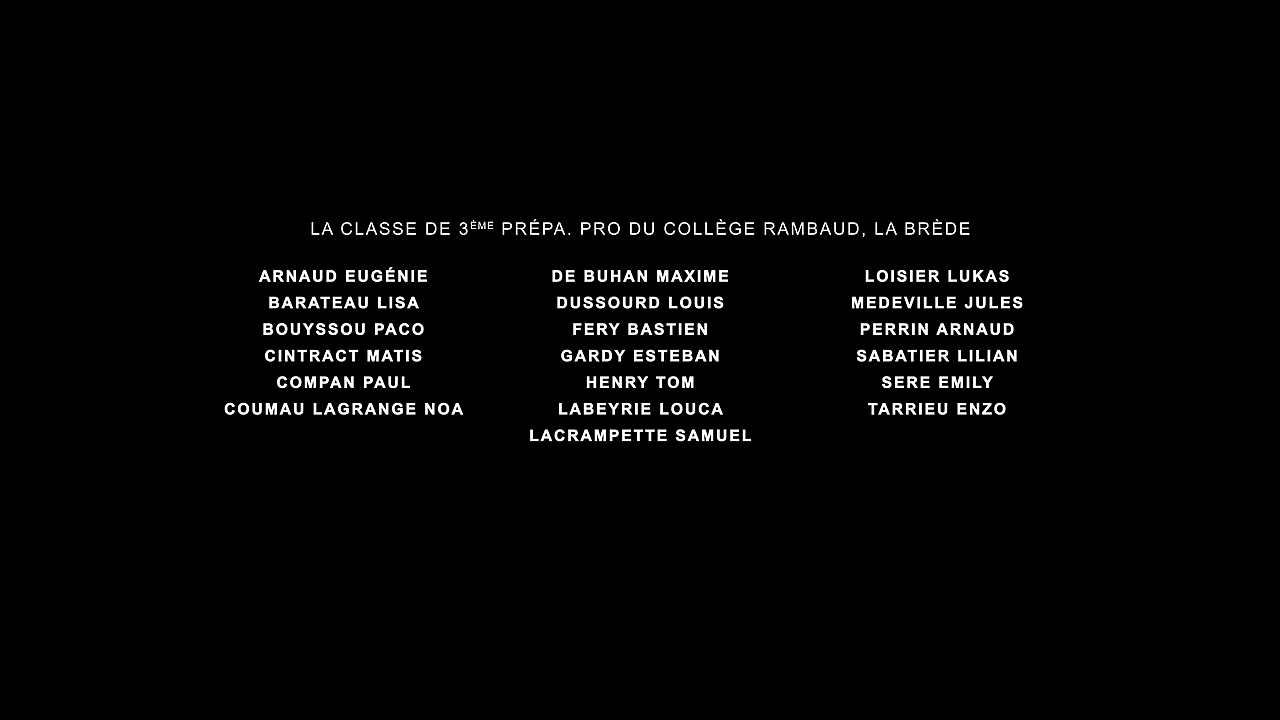 LA CLASSE DE 3ÈME PRÉPA. PRO DU COLLÈGE RAMBAUD, LA BRÈDE
ARNAUD EUGÉNIE
BARATEAU LISA
BOUYSSOU PACO
CINTRACT MATIS
COMPAN PAUL
COUMAU LAGRANGE NOA
DE BUHAN MAXIME
DUSSOURD LOUIS
FERY BASTIEN
GARDY ESTEBAN
HENRY TOM
LABEYRIE LOUCA
LACRAMPETTE SAMUEL
LOISIER LUKAS
MEDEVILLE JULES
PERRIN ARNAUD
SABATIER LILIAN
SERE EMILY
TARRIEU ENZO